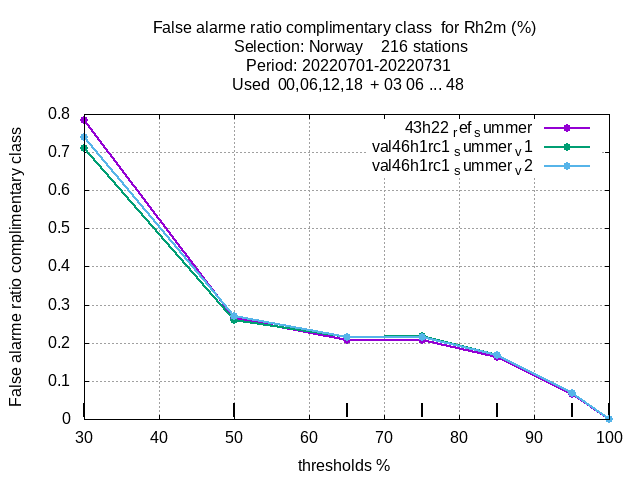 False alarme ratio complimentary class  for Rh2m (%)
Selection: Norway    216 stations
Period: 20220701-20220731
Used  00,06,12,18  + 03 06 ... 48
False alarme ratio complimentary class
0.8
0.7
0.6
0.5
0.4
0.3
0.2
0.1
0
43h22 ref summer
val46h1rc1 summer v1
val46h1rc1 summer v2
30 40 50 60 70 80 90 100
thresholds %